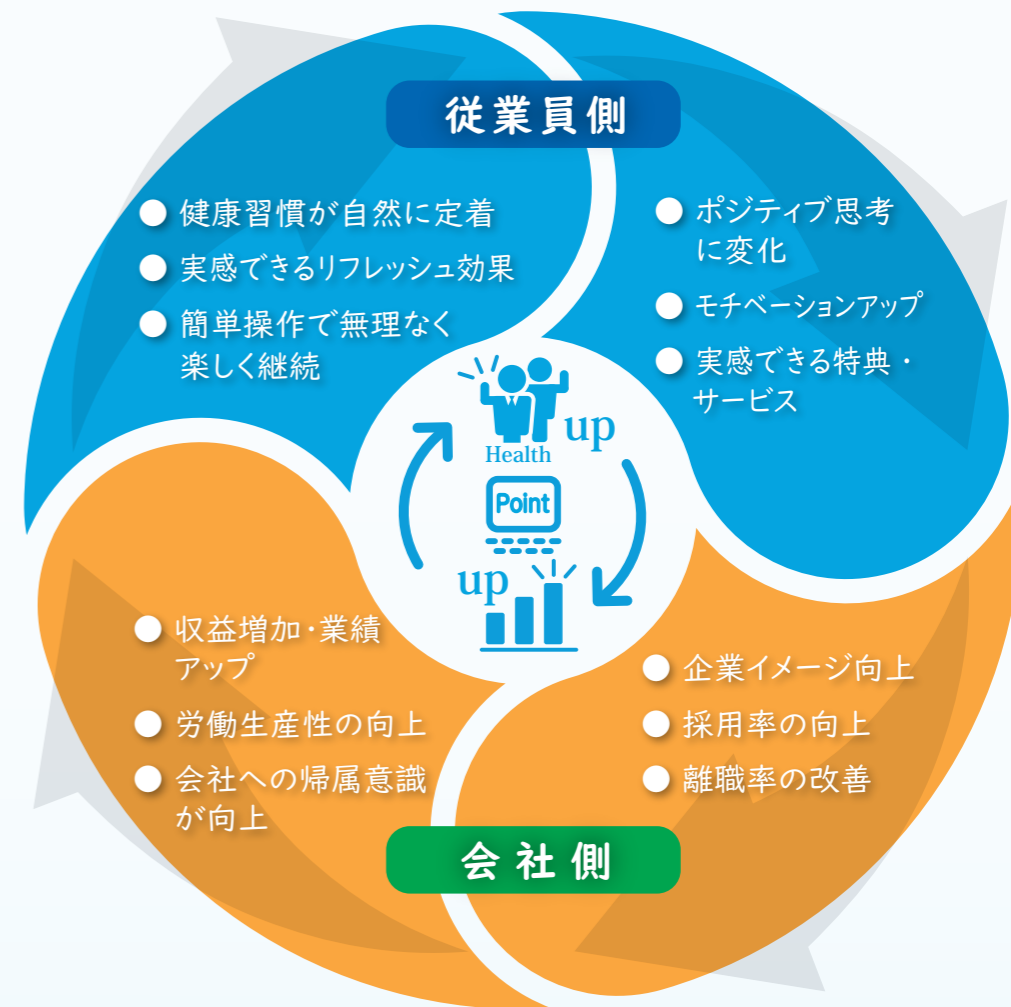 従業員側
● 健康習慣が自然に定着
● 実感できるリフレッシュ効果
● 簡単操作で無理なく
楽しく継続
● ポジティブ思考
に変化
● モチベーションアップ
● 実感できる特典・
サービス
up
Health
Point
up
● 収益増加・業績
アップ
● 労働生産性の向上
● 会社への帰属意識
が向上
● 企業イメージ向上
● 採用率の向上
● 離職率の改善
会社側